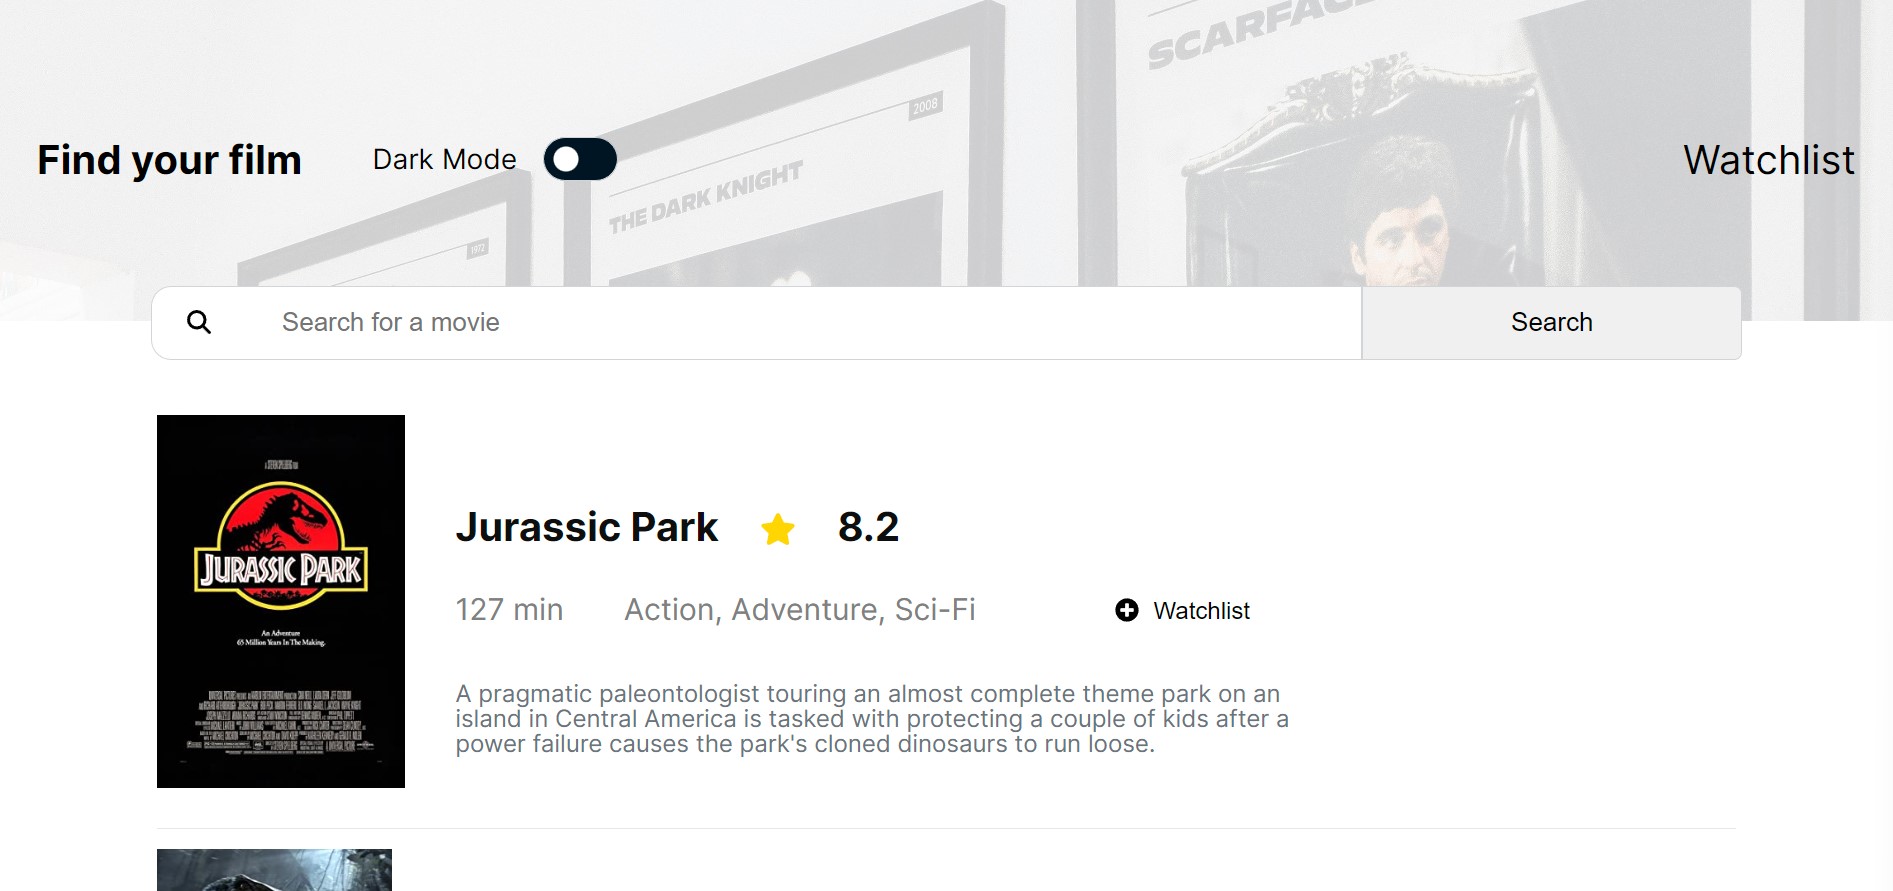 SCARFACE
2008
THE DARK KNIGHT
1972
Find your film
Dark Mode
Watchlist
Search for a movie
Search
JURASSIC PARK
An Adventure
65 Million Years In The Making.
Jurassic Park 8.2
127 min Action, Adventure, Sci-Fi Watchlist
A pragmatic paleontologist touring an almost complete theme park on an
island in Central America is tasked with protecting a couple of kids after a
power failure causes the park's cloned dinosaurs to run loose.